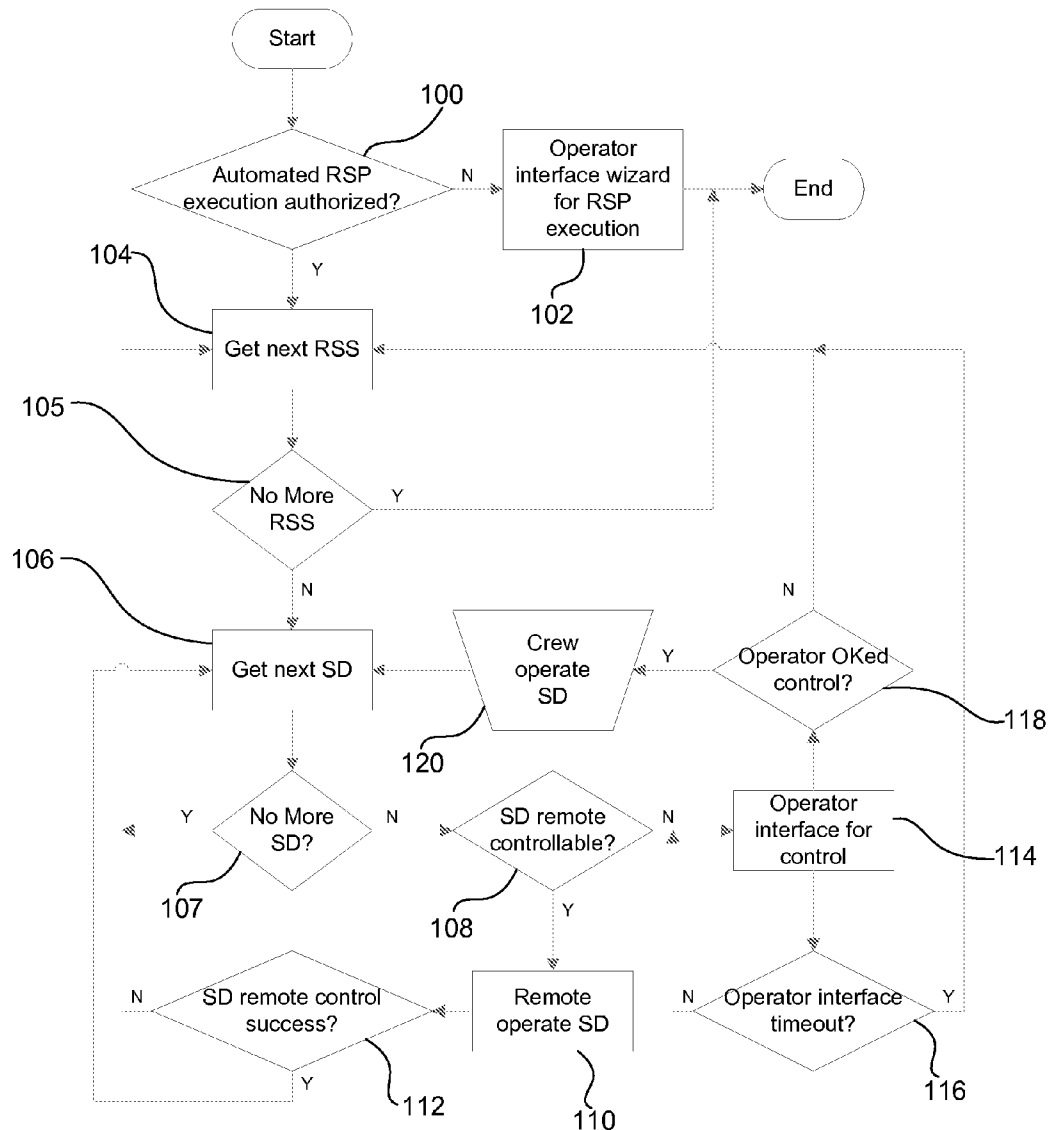 Start
100
Automated RSP
execution authorized?
N
Y
Operator
interface wizard
for RSP
execution
102
End
104
Get next RSS
105
No More
RSS
Y
N
106
Get next SD
Crew
operate
SD
120
Y
Operator OKed
control?
N
118
Y
No More
SD?
N
107
SD remote
controllable?
N
108
Y
Operator
interface for
control
114
N
SD remote control
success?
Y
112
Remote
operate SD
110
N
Operator interface
timeout?
Y
116